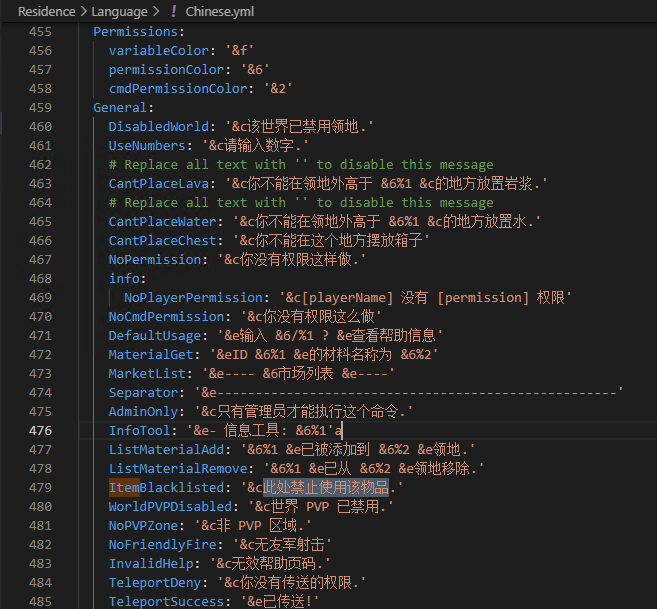 Residence > Language > ! Chinese.yml
455 Permissions:
456 variableColor: '&f'
457 permissionColor: '&6'
458 cmdPermissionColor: '&2'
459 General:
460 DisabledWorld: '&c该世界已禁用领地.'
461 UseNumbers: '&c请输入数字.'
462 # Replace all text with '' to disable this message
463 CantPlaceLava: '&c你不能在领地外高于 &6%1 &c的地方放置岩浆.'
464 # Replace all text with '' to disable this message
465 CantPlaceWater: '&c你不能在领地外高于 &6%1 &c的地方放置水.'
466 CantPlaceChest: '&c你不能在这个地方摆放箱子'
467 NoPermission: '&c你没有权限这样做.'
468 info:
469 NoPlayerPermission: '&c[playerName] 没有 [permission] 权限'
470 NoCmdPermission: '&c你没有权限这么做'
471 DefaultUsage: '&e输入 &6/%1 ? &e查看帮助信息'
472 MaterialGet: '&eID &6%1 &e的材料名称为 &6%2'
473 MarketList: '&e---- &6市场列表 &e----'
474 Separator: '&e----------------------------------------------------'
475 AdminOnly: '&c只有管理员才能执行这个命令.'
476 InfoTool: '&e- 信息工具: &6%1'a
477 ListMaterialAdd: '&6%1 &e已被添加到 &6%2 &e领地.'
478 ListMaterialRemove: '&6%1 &e已从 &6%2 &e领地移除.'
479 ItemBlacklisted: '&c此处禁止使用该物品.'
480 WorldPVPDisabled: '&c世界 PVP 已禁用.'
481 NoPVPZone: '&c非 PVP 区域.'
482 NoFriendlyFire: '&c无友军射击'
483 InvalidHelp: '&c无效帮助页码.'
484 TeleportDeny: '&c你没有传送的权限.'
485 TeleportSuccess: '&e已传送!'